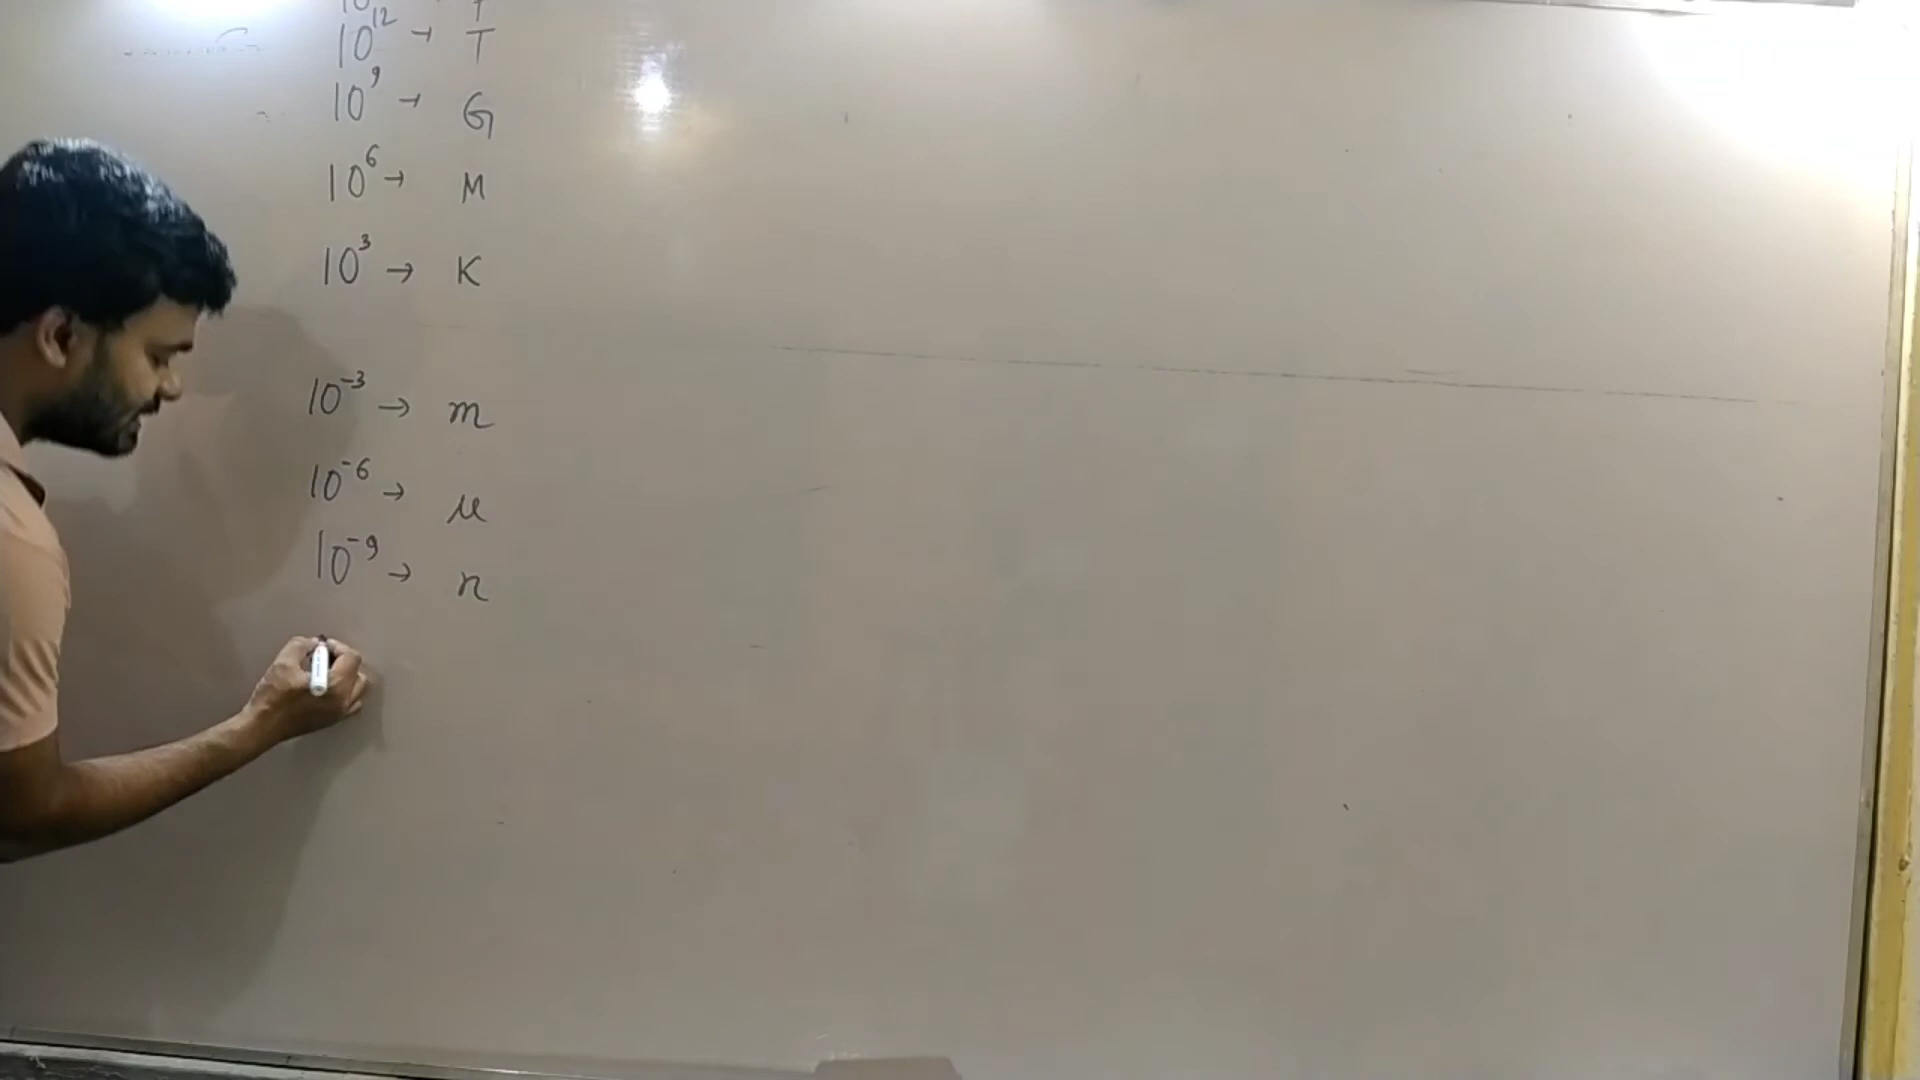 10¹² → T
10⁹ → G
10⁶ → M
10³ → K
10⁻³ → m
10⁻⁶ → μ
10⁻⁹ → n